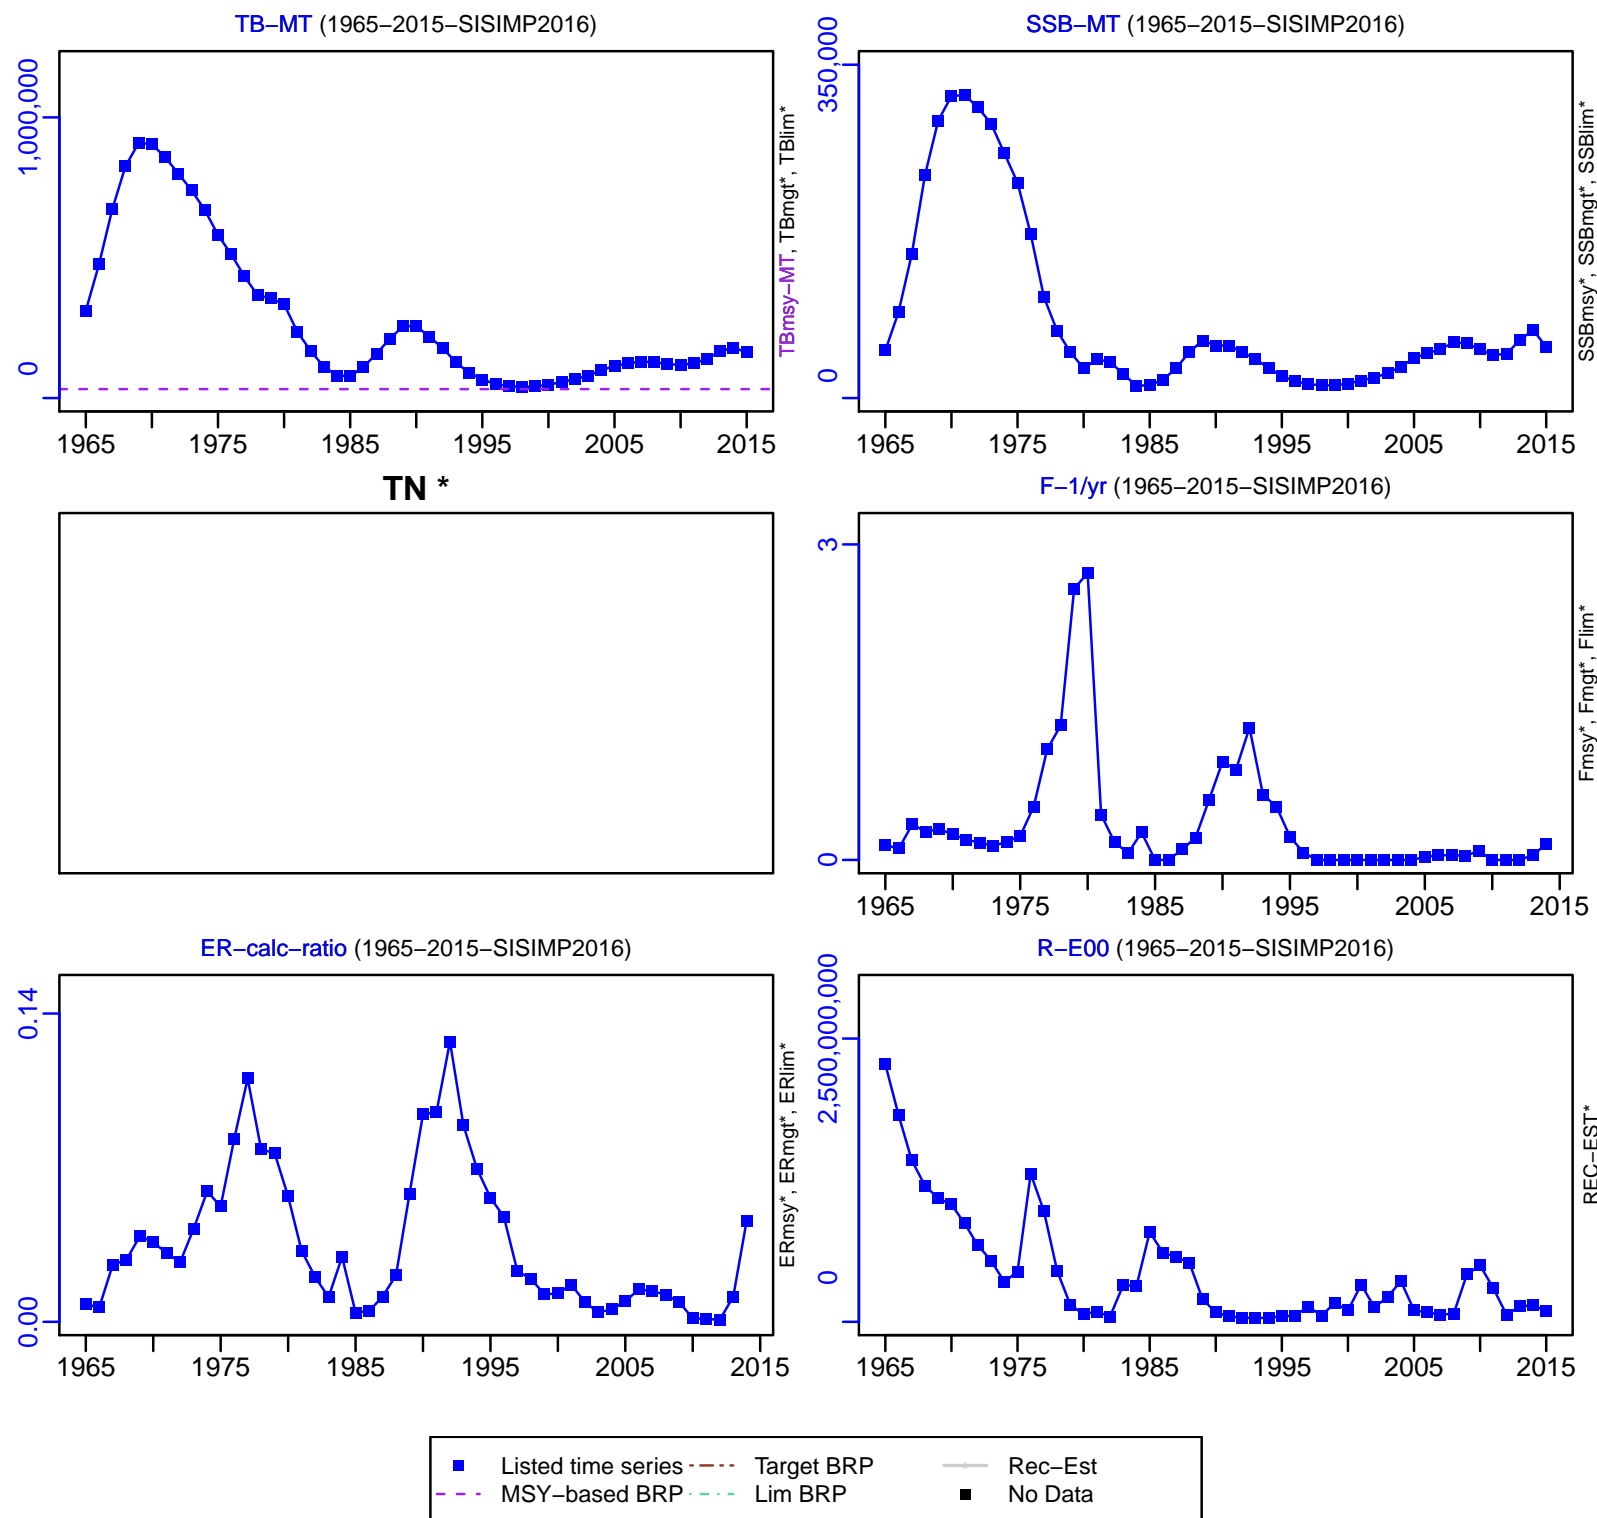 TB−MT (1965−2015−SISIMP2016)
0 1,000,000
1965 1975 1985 1995 2005 2015
TBmsy−MT, TBmgt*, TBlim*
SSB−MT (1965−2015−SISIMP2016)
0 350,000
1965 1975 1985 1995 2005 2015
SSBmsy*, SSBmgt*, SSBlim*
TN *
F−1/yr (1965−2015−SISIMP2016)
0 3
1965 1975 1985 1995 2005 2015
Fmsy*, Fmgt*, Flim*
ER−calc−ratio (1965−2015−SISIMP2016)
0.00 0.14
1965 1975 1985 1995 2005 2015
ERmsy*, ERmgt*, ERlim*
R−E00 (1965−2015−SISIMP2016)
0 2,500,000,000
1965 1975 1985 1995 2005 2015
REC−EST*
Listed time series Target BRP Rec−Est
MSY−based BRP Lim BRP No Data